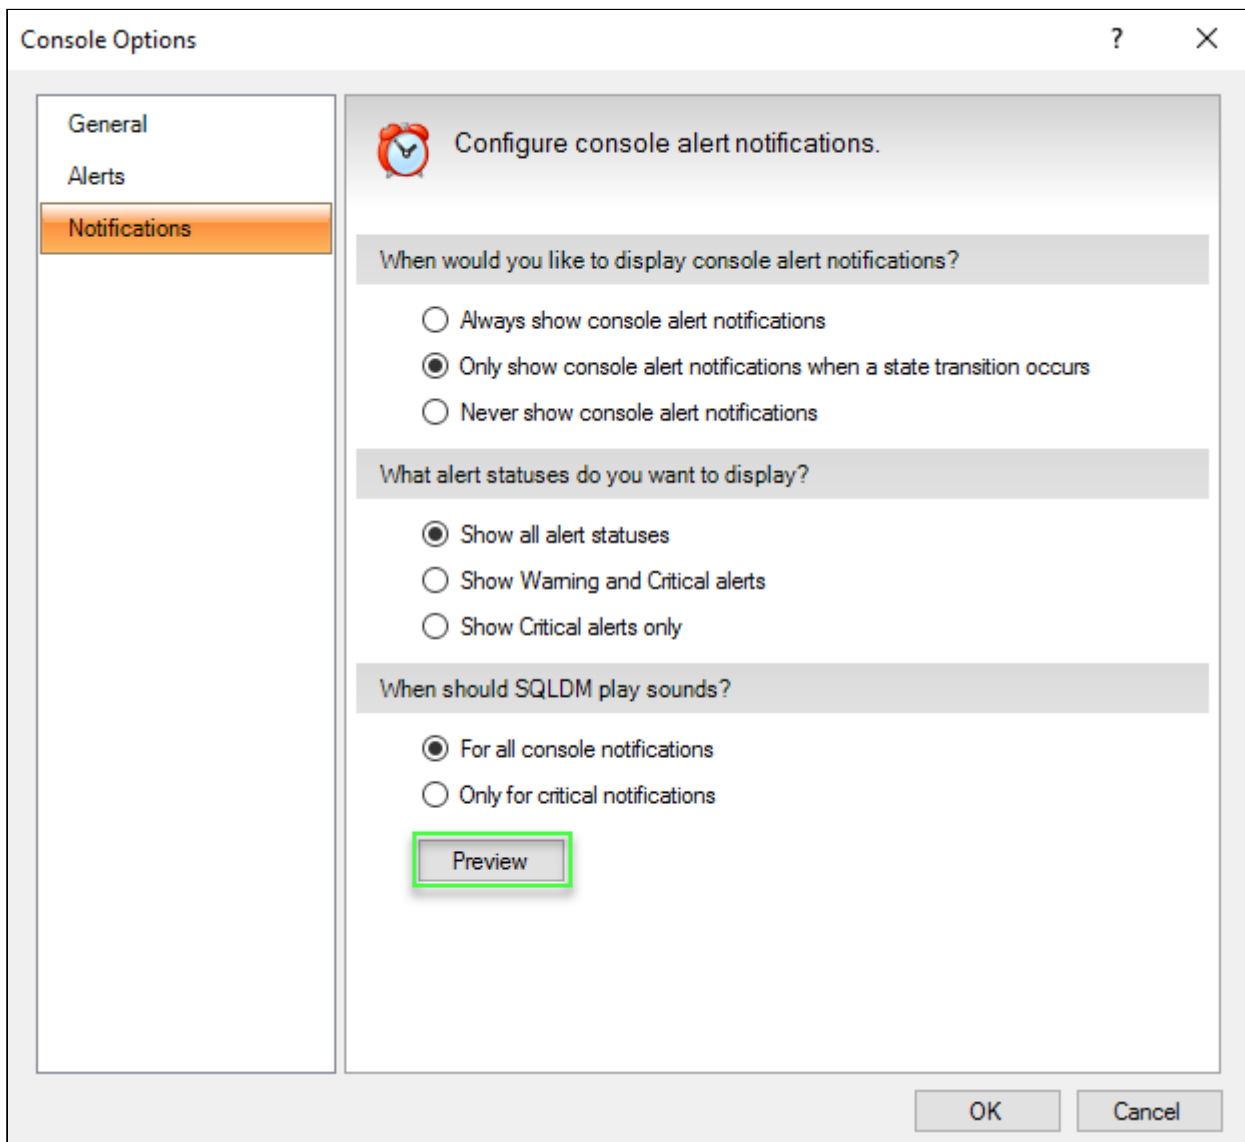 Console Options
?
General
Alerts
Notifications
Configure console alert notifications.
When would you like to display console alert notifications?
Always show console alert notifications
Only show console alert notifications when a state transition occurs
Never show console alert notifications
What alert statuses do you want to display?
Show all alert statuses
Show Warning and Critical alerts
Show Critical alerts only
When should SQLDM play sounds?
For all console notifications
Only for critical notifications
Preview
OK
Cancel